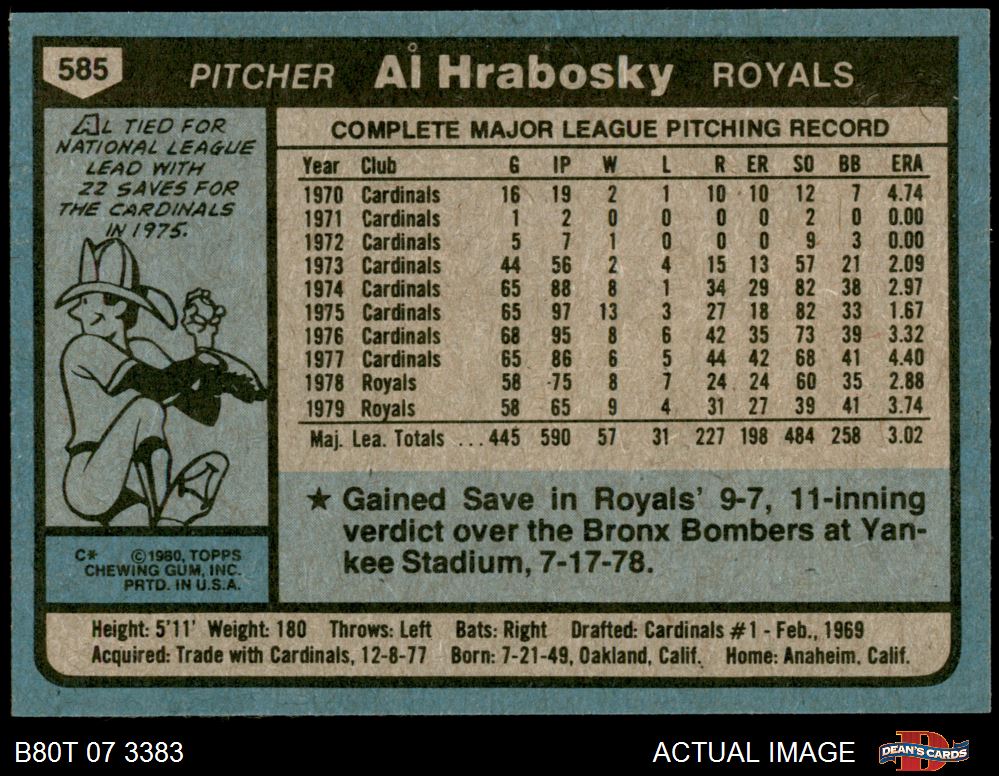 585 PITCHER Al Hrabosky ROYALS
AL TIED FOR
NATIONAL LEAGUE
LEAD WITH
22 SAVES FOR
THE CARDINALS
IN 1975.
COMPLETE MAJOR LEAGUE PITCHING RECORD
Year Club G IP W L R ER SO BB ERA
1970 Cardinals 16 19 2 1 10 10 12 7 4.74
1971 Cardinals 1 2 0 0 0 0 2 0 0.00
1972 Cardinals 5 7 1 0 0 0 9 3 0.00
1973 Cardinals 44 56 2 4 15 13 57 21 2.09
1974 Cardinals 65 88 8 1 34 29 82 38 2.97
1975 Cardinals 65 97 13 3 27 18 82 33 1.67
1976 Cardinals 68 95 8 6 42 35 73 39 3.32
1977 Cardinals 65 86 6 5 44 42 68 41 4.40
1978 Royals 58 75 8 7 24 24 60 35 2.88
1979 Royals 58 65 9 4 31 27 39 41 3.74
Maj. Lea. Totals ... 445 590 57 31 227 198 484 258 3.02
★ Gained Save in Royals' 9-7, 11-inning
verdict over the Bronx Bombers at Yan-
kee Stadium, 7-17-78.
C* ©1980, TOPPS
CHEWING GUM, INC.
PRTD. IN U.S.A.
Height: 5'11' Weight: 180 Throws: Left Bats: Right Drafted: Cardinals #1 - Feb., 1969
Acquired: Trade with Cardinals, 12-8-77 Born: 7-21-49, Oakland, Calif. Home: Anaheim, Calif.
B80T 07 3383 ACTUAL IMAGE DEAN'S CARDS